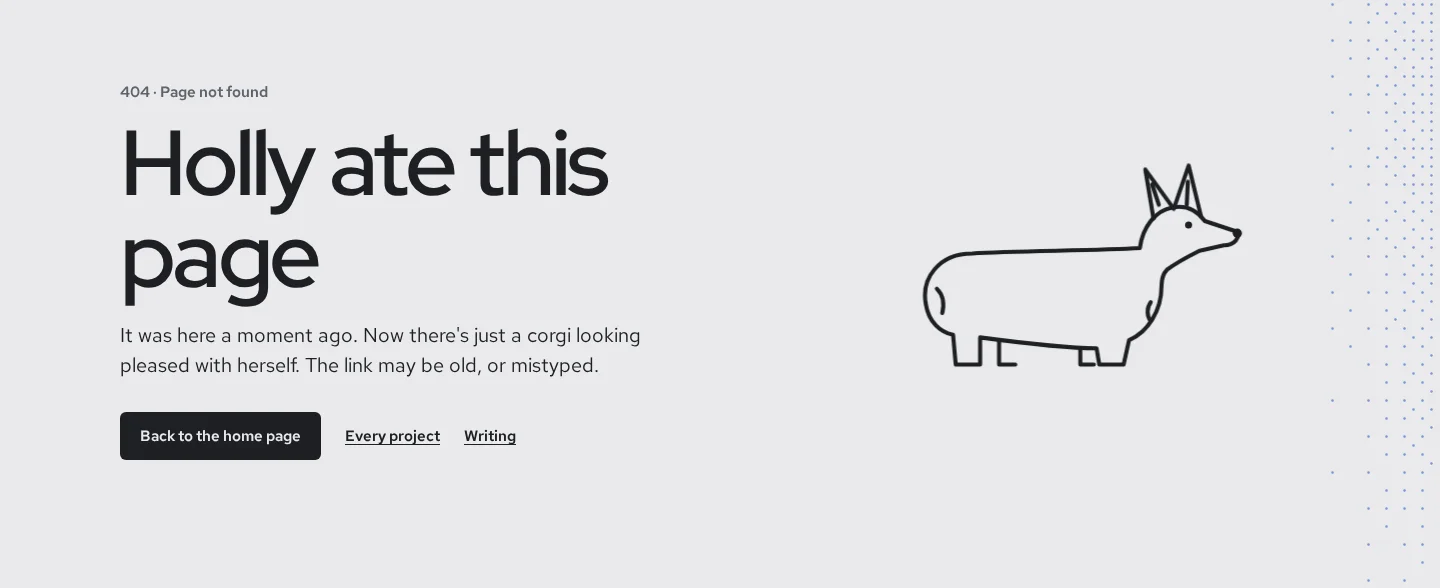 404 · Page not found
Holly ate this
page
It was here a moment ago. Now there's just a corgi looking
pleased with herself. The link may be old, or mistyped.
Back to the home page
Every project
Writing